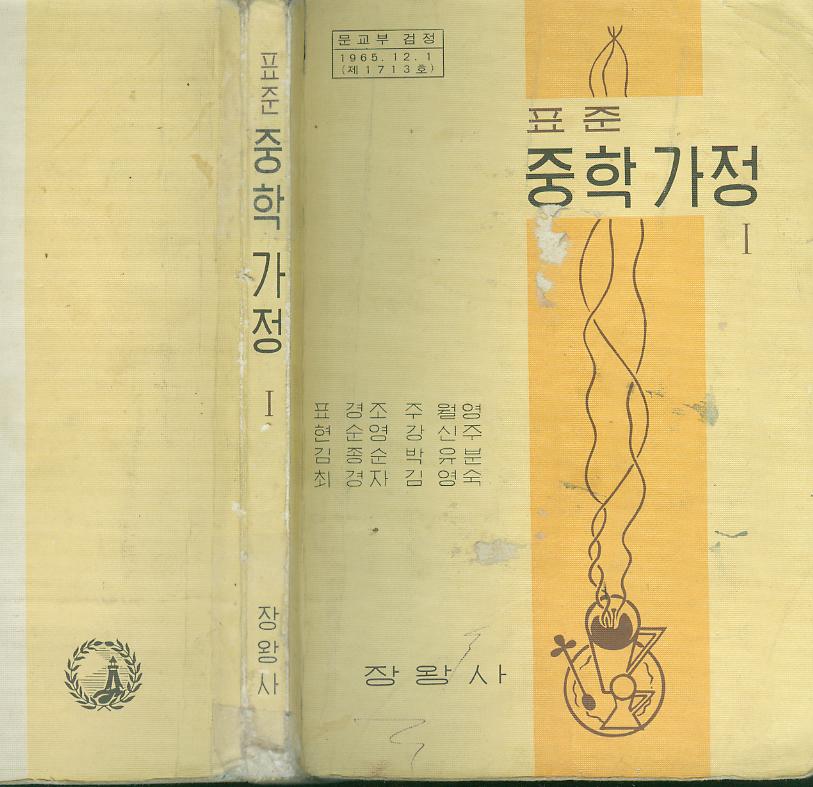 표준 중학 가정 I 장왕사
문교부 검정
1965. 12. 1
(제1713호)
표준
중학 가정
I
표경조 주월영
현순영 강신주
김종순 박유분
최경자 김영숙
장왕사